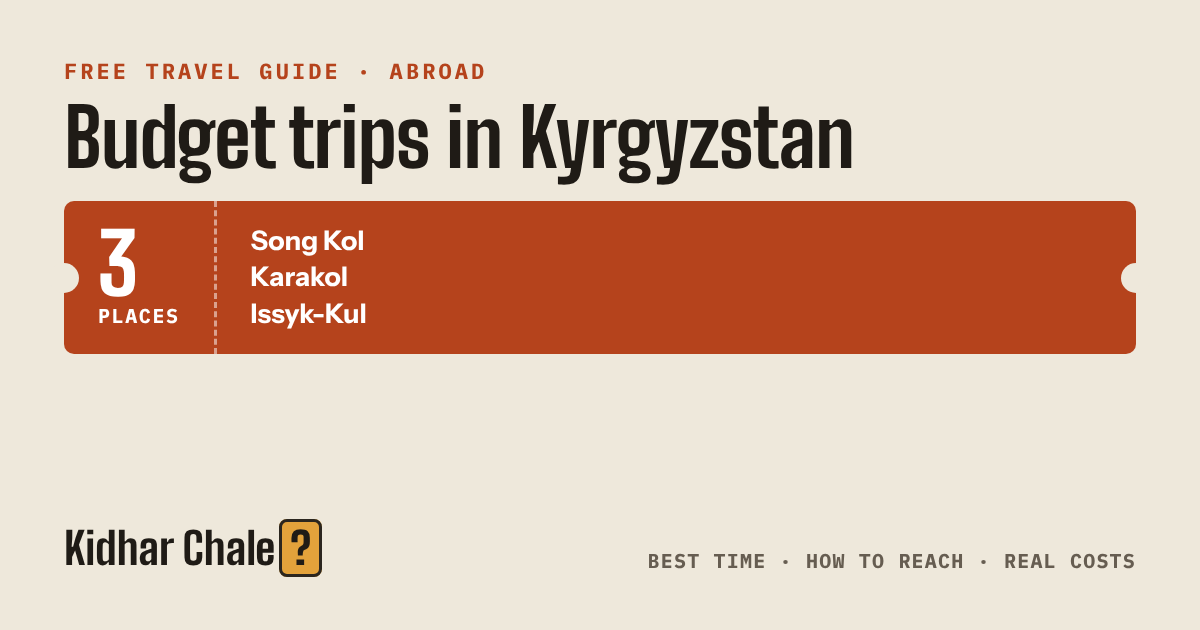 FREE TRAVEL GUIDE · ABROAD
Budget trips in Kyrgyzstan
3
PLACES
Song Kol
Karakol
Issyk-Kul
Kidhar Chale ?
BEST TIME · HOW TO REACH · REAL COSTS